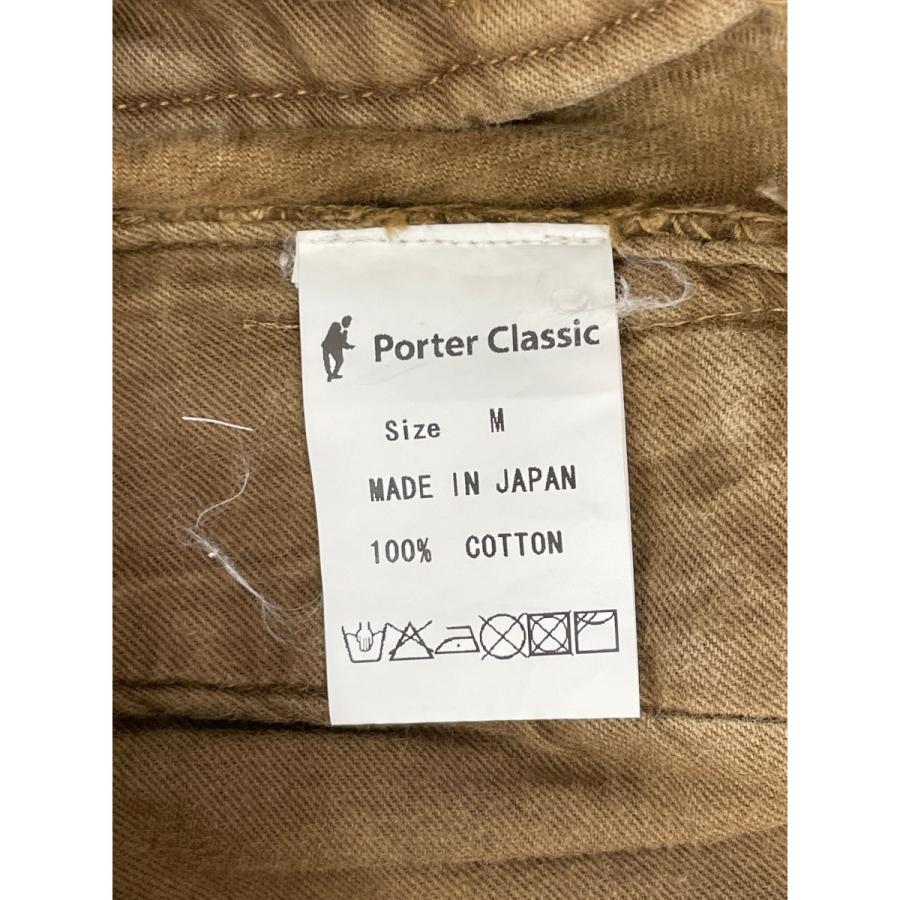 Porter Classic
Size M
MADE IN JAPAN
100% COTTON